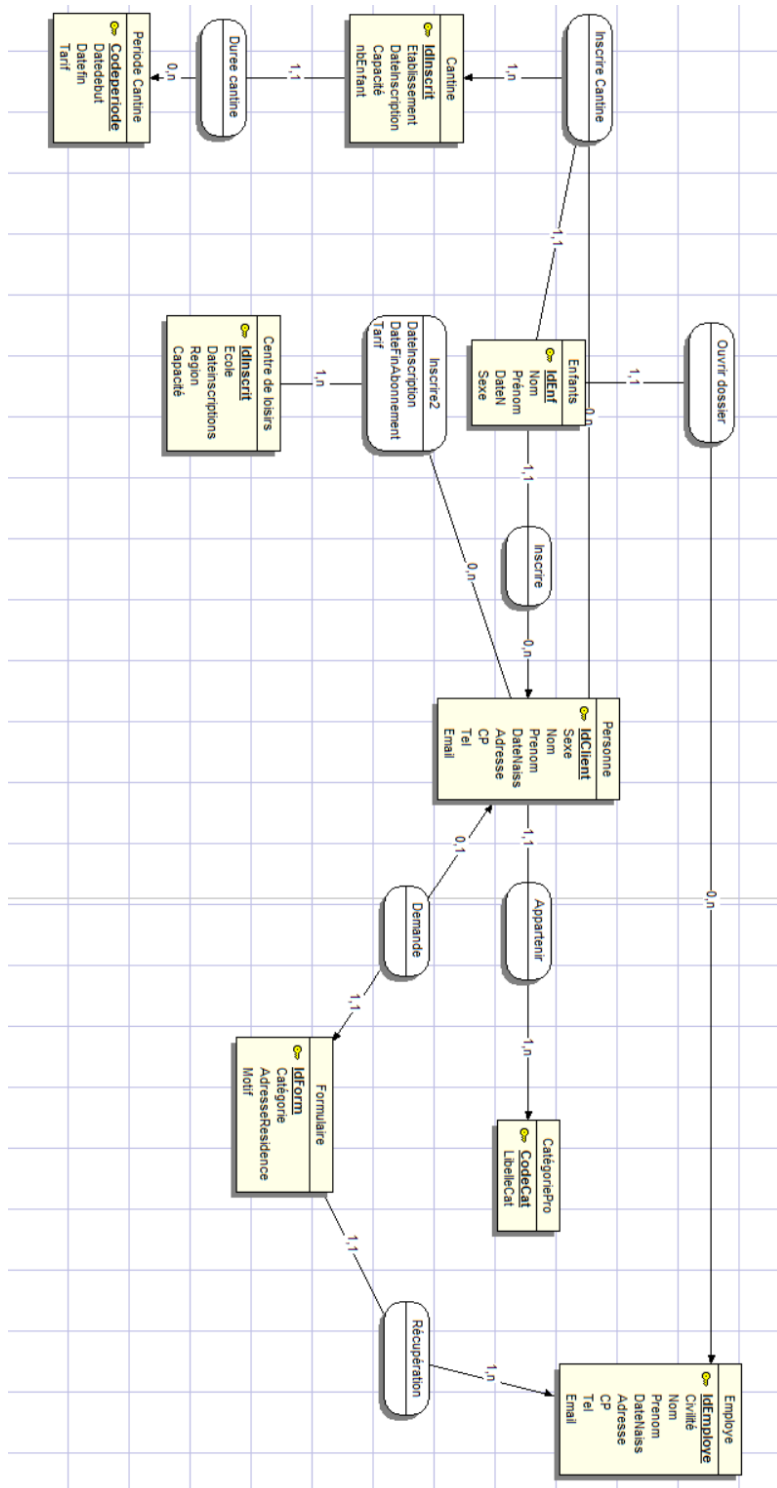 Ouvrir dossier
1,1
0,n
Employe
IdEmploye
Civilité
Nom
Prenom
DateNaiss
Adresse
CP
Tel
Email
Inscrire Cantine
1,n
1,1
0,n
Enfants
IdEnf
Nom
Prénom
DateN
Sexe
1,1
Inscrire
0,n
Personne
IdClient
Sexe
Nom
Prenom
DateNaiss
Adresse
CP
Tel
Email
1,1
Appartenir
1,n
CatégoriePro
CodeCat
LibelleCat
Cantine
IdInscrit
Etablissement
DateInscription
Capacité
nbEnfant
Inscrire2
DateInscription
DateFinAbonnement
Tarif
0,n
1,n
0,1
Demande
1,1
Récupération
1,n
1,1
Formulaire
IdForm
Catégorie
AdresseResidence
Motif
1,1
Duree cantine
0,n
Centre de loisirs
IdInscrit
Ecole
Dateinscriptions
Region
Capacité
Periode Cantine
Codeperiode
Datedebut
Datefin
Tarif